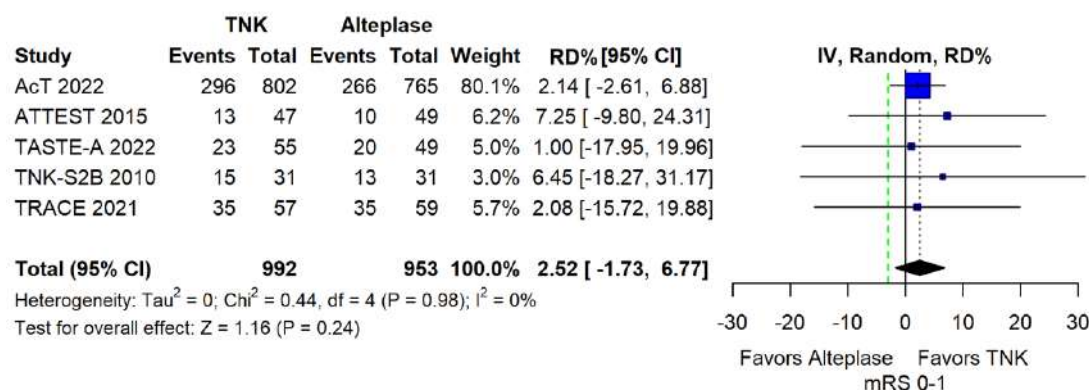 TNK Alteplase
Study Events Total Events Total Weight RD% [95% CI] IV, Random, RD%
AcT 2022 296 802 266 765 80.1% 2.14 [ -2.61, 6.88]
ATTEST 2015 13 47 10 49 6.2% 7.25 [ -9.80, 24.31]
TASTE-A 2022 23 55 20 49 5.0% 1.00 [-17.95, 19.96]
TNK-S2B 2010 15 31 13 31 3.0% 6.45 [-18.27, 31.17]
TRACE 2021 35 57 35 59 5.7% 2.08 [-15.72, 19.88]
Total (95% CI) 992 953 100.0% 2.52 [ -1.73, 6.77]
Heterogeneity: Tau² = 0; Chi² = 0.44, df = 4 (P = 0.98); I² = 0%
Test for overall effect: Z = 1.16 (P = 0.24)
-30 -20 -10 0 10 20 30
Favors Alteplase Favors TNK
mRS 0-1